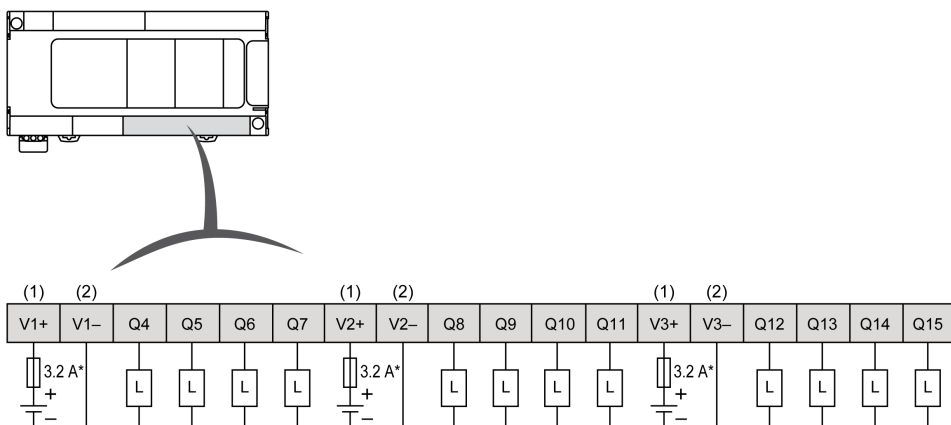 (1) (2) (1) (2) (1) (2)
V1+ V1– Q4 Q5 Q6 Q7 V2+ V2– Q8 Q9 Q10 Q11 V3+ V3– Q12 Q13 Q14 Q15
3.2 A* L L L L 3.2 A* L L L L 3.2 A* L L L L
+ + +
– – –